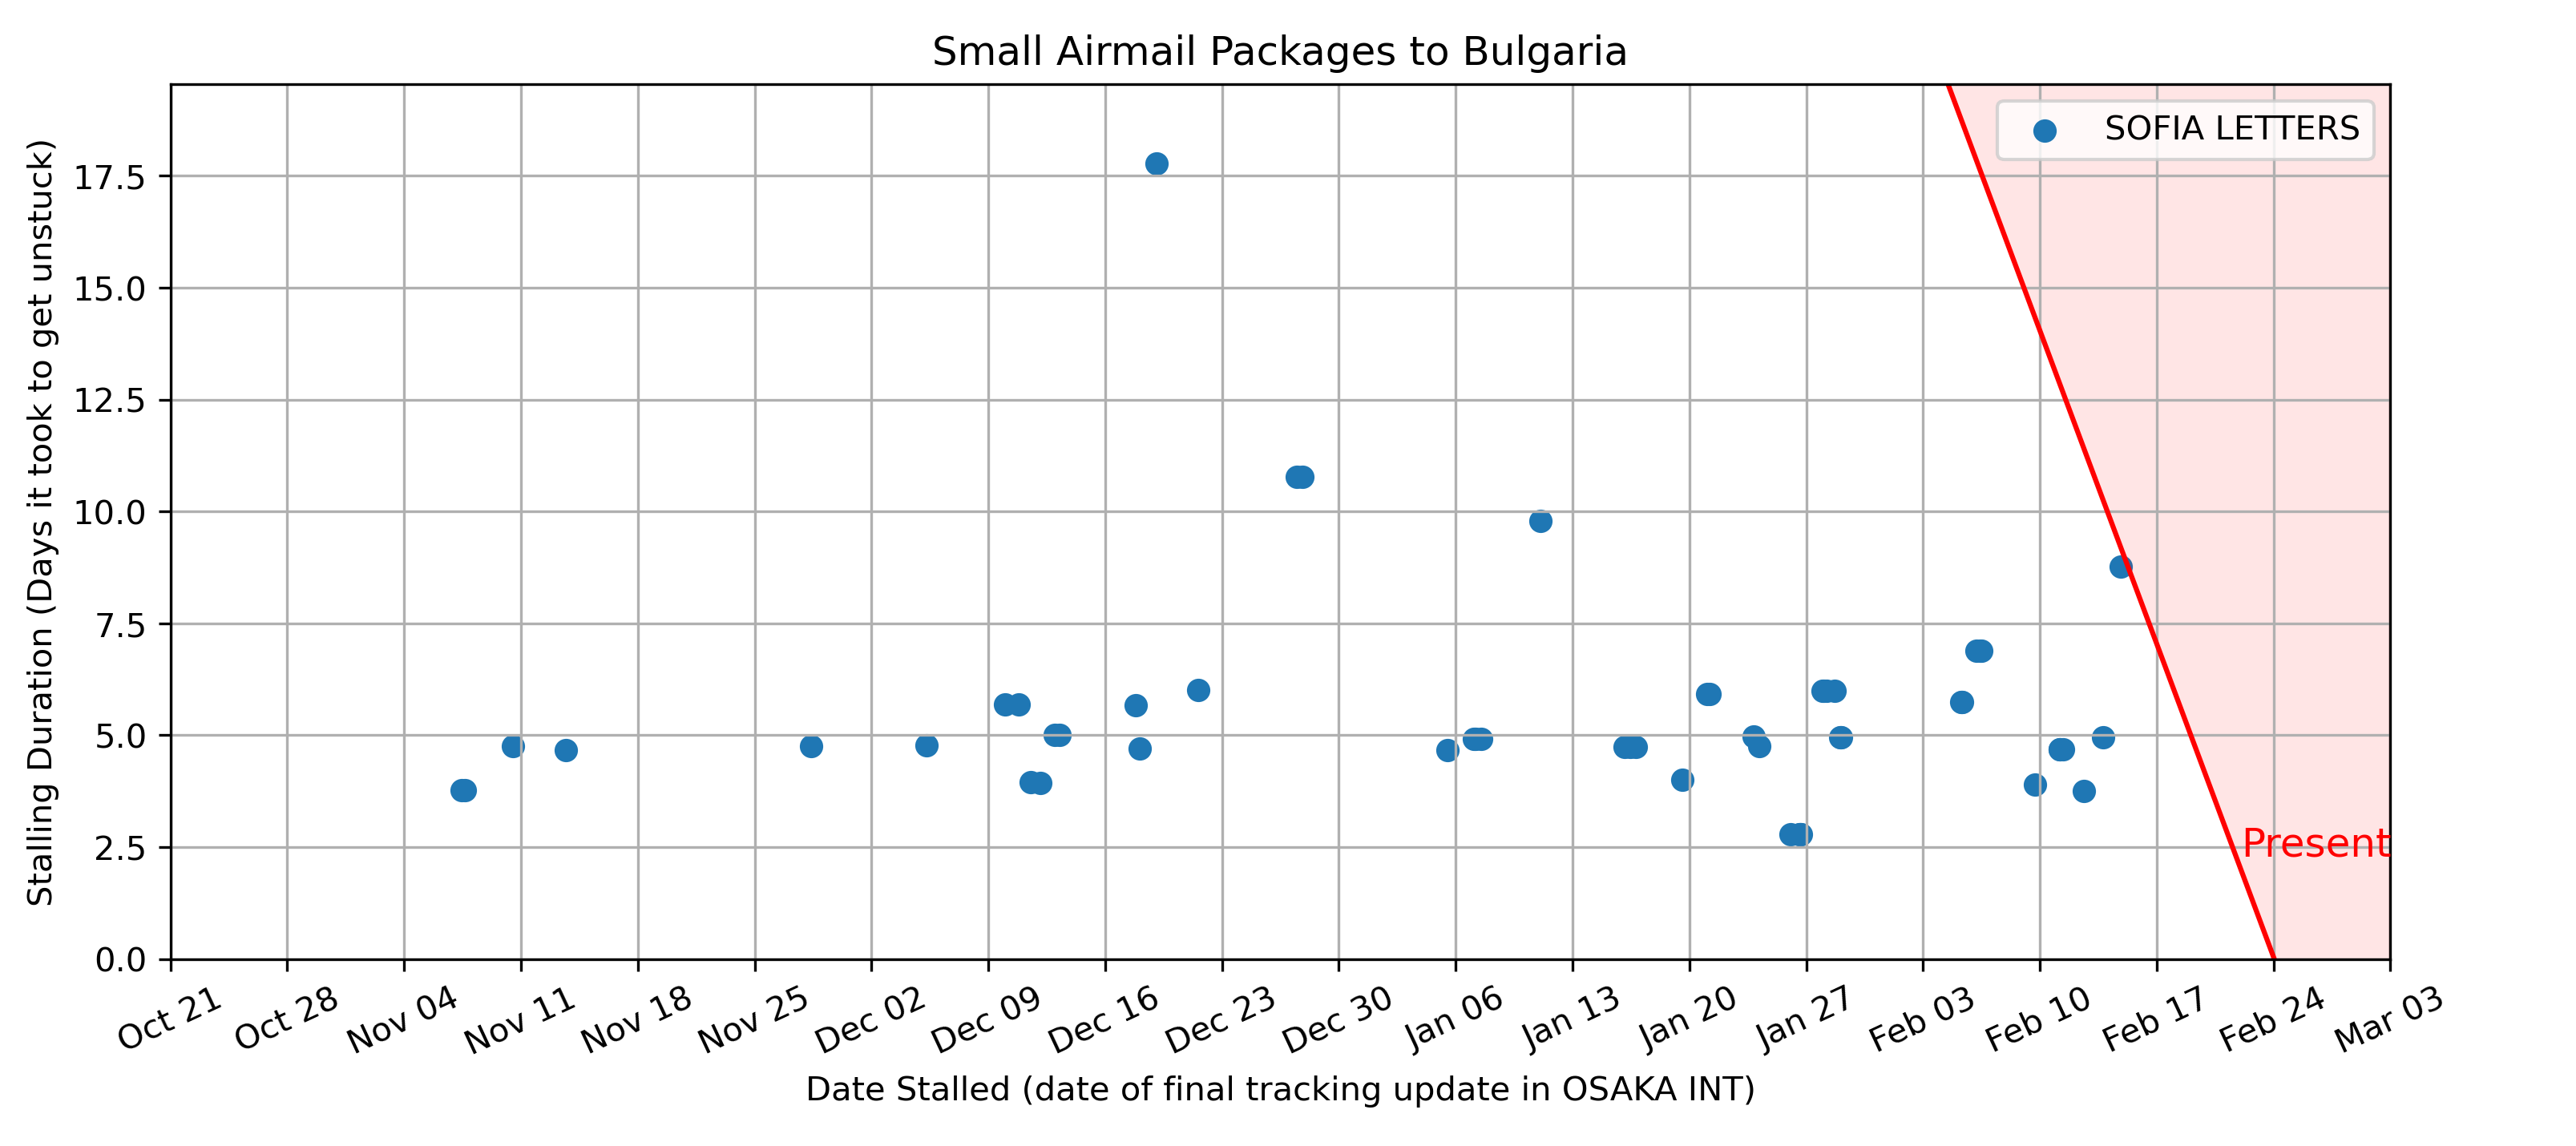 Small Airmail Packages to Bulgaria
SOFIA LETTERS
Stalling Duration (Days it took to get unstuck)
17.5
15.0
12.5
10.0
7.5
5.0
2.5
0.0
Present
Oct 21
Oct 28
Nov 04
Nov 11
Nov 18
Nov 25
Dec 02
Dec 09
Dec 16
Dec 23
Dec 30
Jan 06
Jan 13
Jan 20
Jan 27
Feb 03
Feb 10
Feb 17
Feb 24
Mar 03
Date Stalled (date of final tracking update in OSAKA INT)